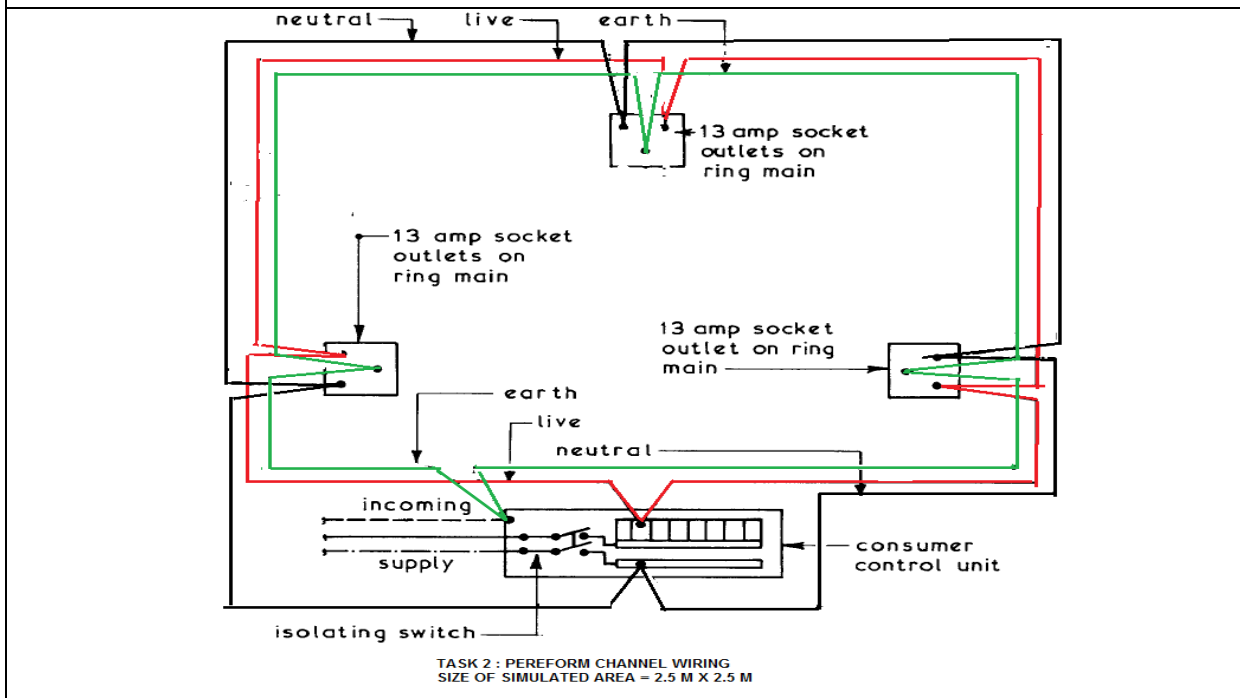 neutral
live
earth
13 amp socket
outlets on
ring main
13 amp socket
outlets on
ring main
13 amp socket
outlet on ring
main
earth
live
neutral
incoming
supply
consumer
control unit
isolating switch
TASK 2 : PEREFORM CHANNEL WIRING
SIZE OF SIMULATED AREA = 2.5 M X 2.5 M